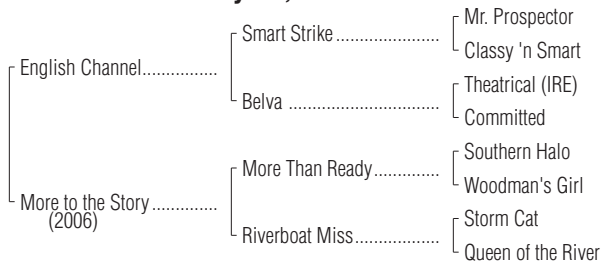 Mr. Prospector
Smart Strike
Classy 'n Smart
English Channel
Theatrical (IRE)
Belva
Committed
Southern Halo
More Than Ready
Woodman's Girl
More to the Story
(2006)
Storm Cat
Riverboat Miss
Queen of the River